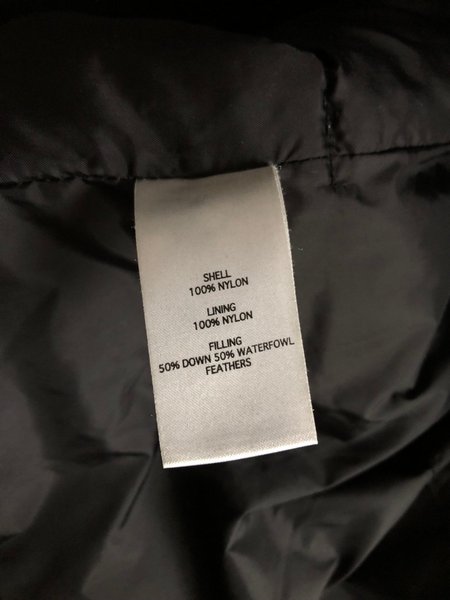 SHELL
100% NYLON
LINING
100% NYLON
FILLING
50% DOWN 50% WATERFOWL
FEATHERS